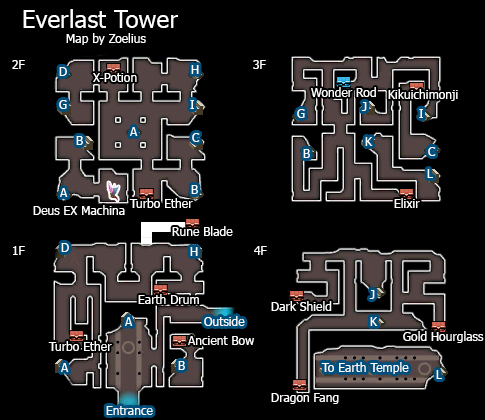 Everlast Tower
Map by Zoelius
2F
D
X-Potion
H
G
I
A
B
C
A
Deus EX Machina
Turbo Ether
B
3F
Wonder Rod
Kikuichimonji
G
J
I
B
K
C
L
Elixir
1F
Rune Blade
D
H
Earth Drum
A
Outside
Turbo Ether
Ancient Bow
A
B
Entrance
4F
Dark Shield
J
K
Gold Hourglass
To Earth Temple
L
Dragon Fang